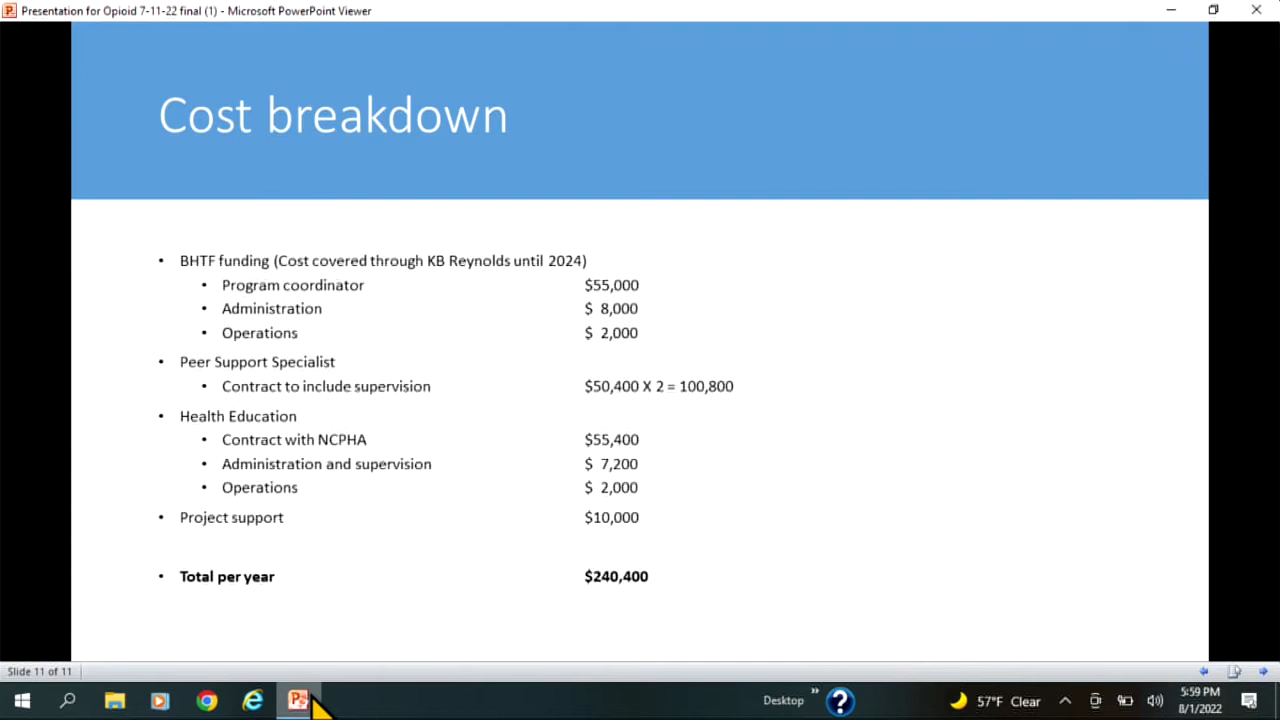 Presentation for Opioid 7-11-22 final (1) - Microsoft PowerPoint Viewer
Cost breakdown
• BHTF funding (Cost covered through KB Reynolds until 2024)
• Program coordinator $55,000
• Administration $ 8,000
• Operations $ 2,000
• Peer Support Specialist
• Contract to include supervision $50,400 X 2 = 100,800
• Health Education
• Contract with NCPHA $55,400
• Administration and supervision $ 7,200
• Operations $ 2,000
• Project support $10,000
• Total per year $240,400
Slide 11 of 11
Desktop
57°F Clear
5:59 PM
8/1/2022